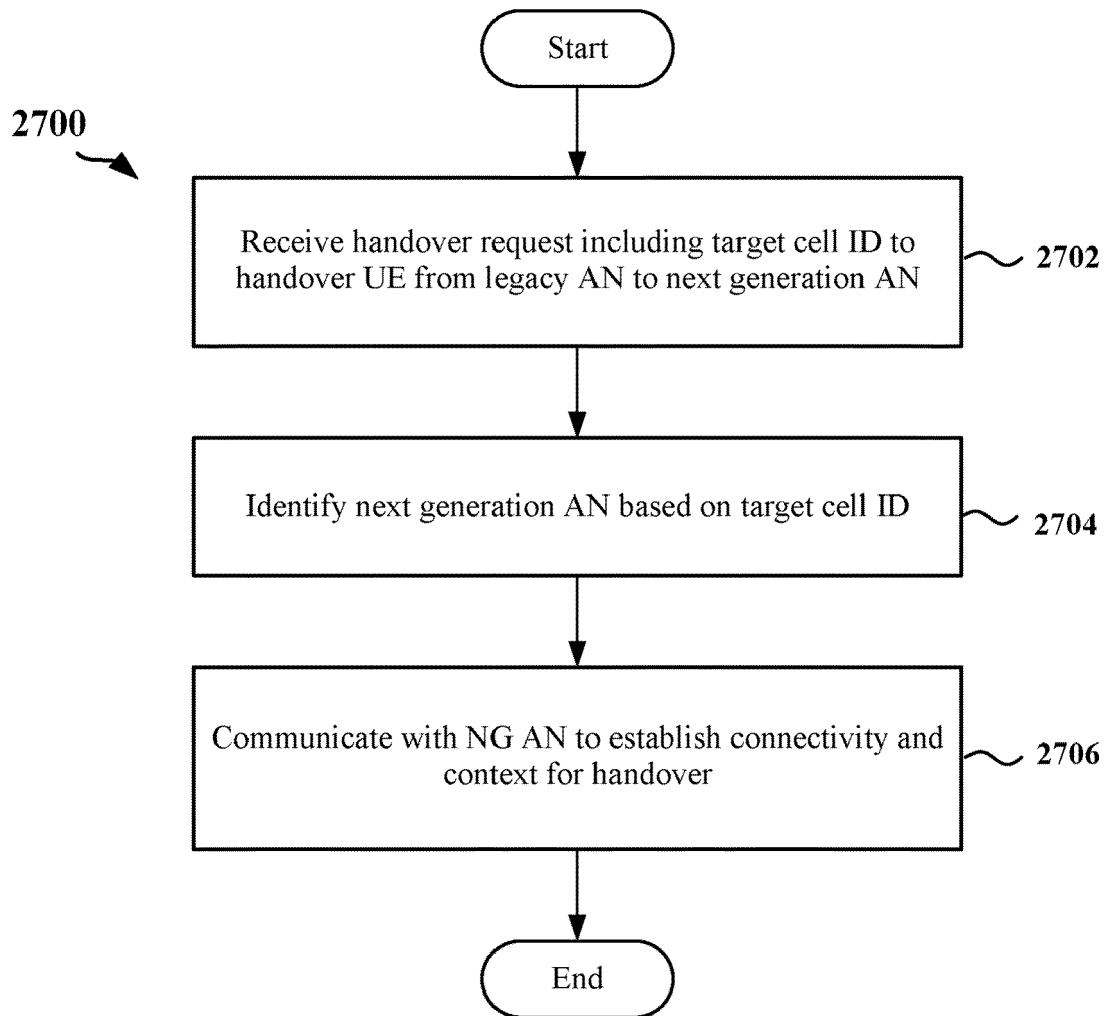 Start
2700
Receive handover request including target cell ID to
handover UE from legacy AN to next generation AN
2702
Identify next generation AN based on target cell ID
2704
Communicate with NG AN to establish connectivity and
context for handover
2706
End